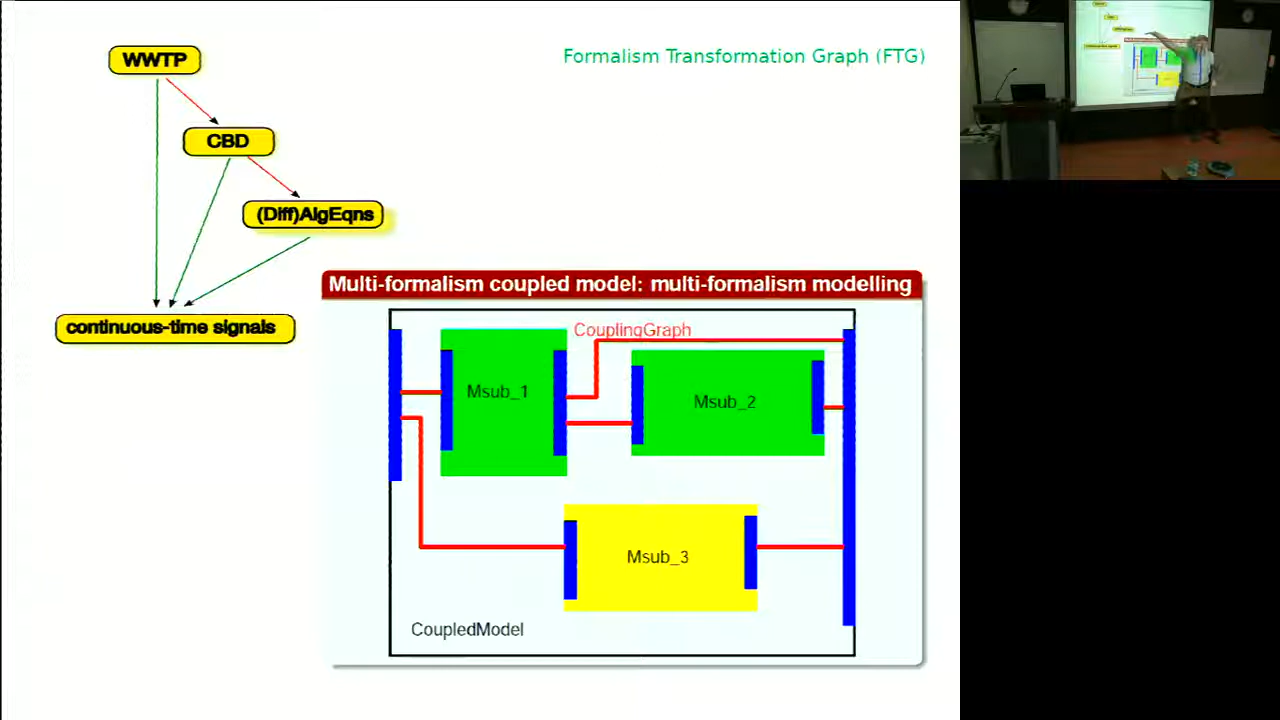 Formalism Transformation Graph (FTG)
WWTP
CBD
(Diff)AlgEqns
continuous-time signals
Multi-formalism coupled model: multi-formalism modelling
CouplingGraph
Msub_1
Msub_2
Msub_3
CoupledModel